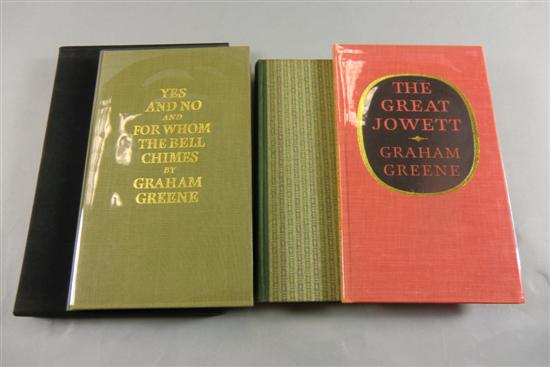 YES
AND NO
AND
FOR WHOM
THE BELL
CHIMES
BY
GRAHAM
GREENE
THE
GREAT
JOWETT
GRAHAM
GREENE